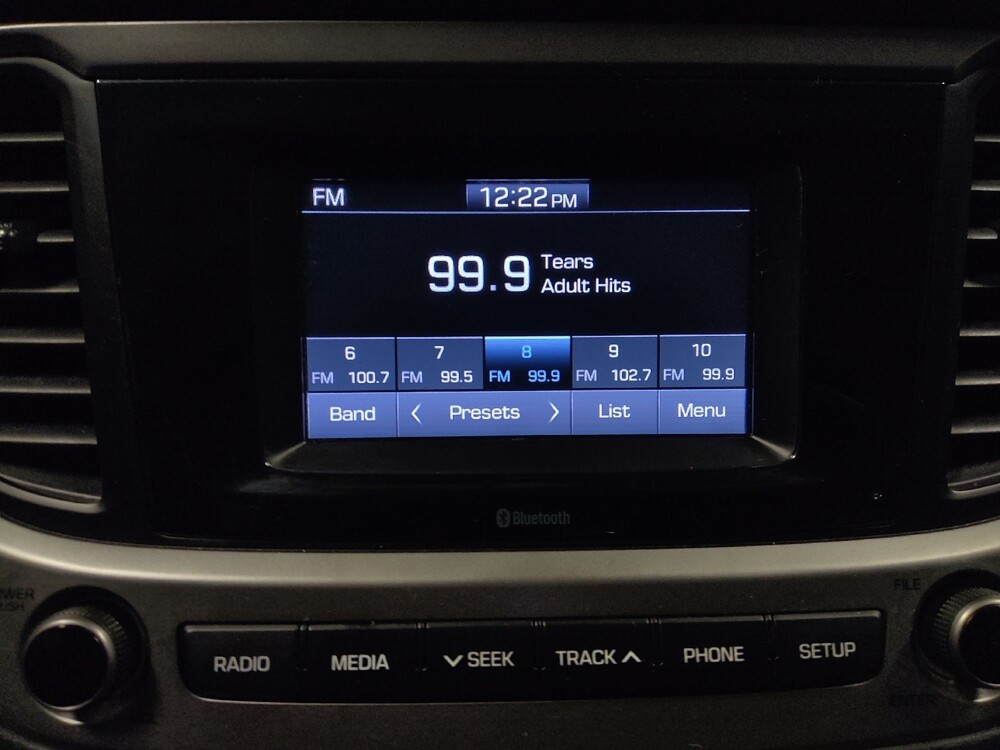 FM 12:22 PM
99.9 Tears
Adult Hits
6 7 8 9 10
FM 100.7 FM 99.5 FM 99.9 FM 102.7 FM 99.9
Band < Presets > List Menu
Bluetooth
FILE
RADIO MEDIA ∨ SEEK TRACK ∧ PHONE SETUP
ENTER